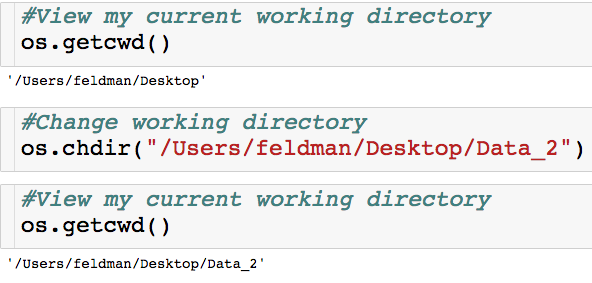 #View my current working directory
os.getcwd()
'/Users/feldman/Desktop'
#Change working directory
os.chdir("/Users/feldman/Desktop/Data_2")
#View my current working directory
os.getcwd()
'/Users/feldman/Desktop/Data_2'